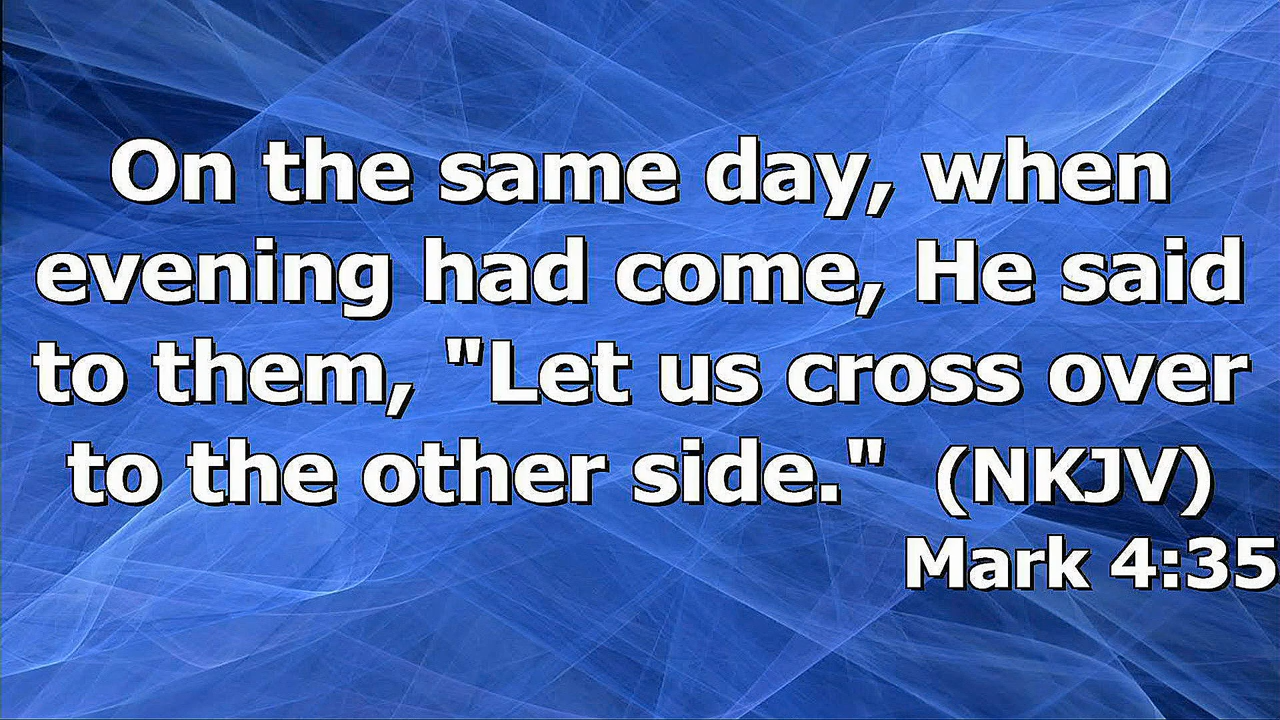 On the same day, when
evening had come, He said
to them, "Let us cross over
to the other side." (NKJV)
Mark 4:35